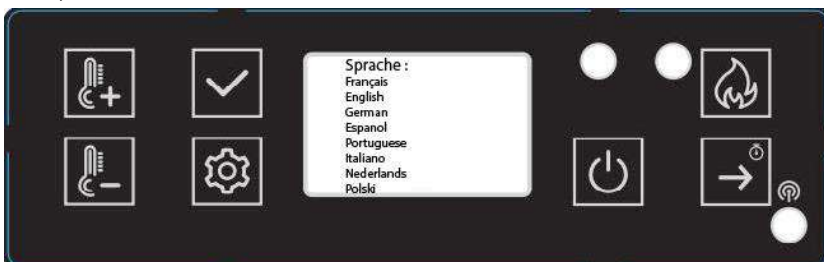 Sprache :
Français
English
German
Espanol
Portuguese
Italiano
Nederlands
Polski